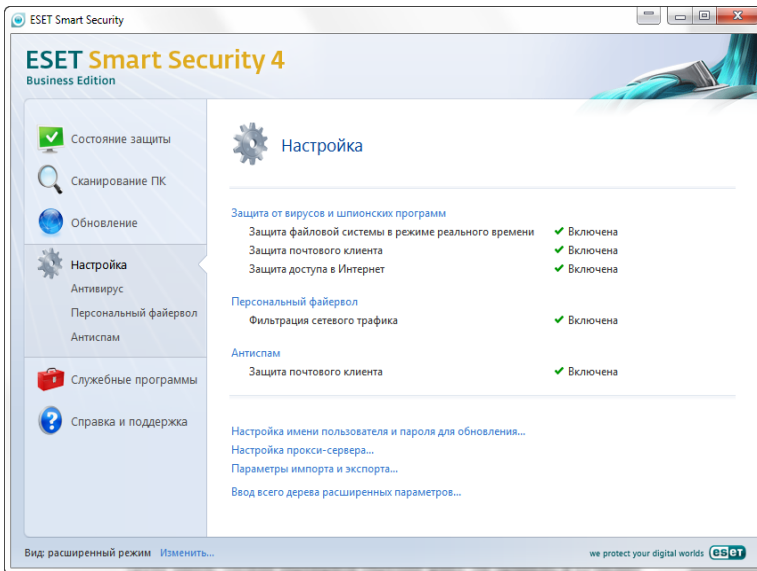 ESET Smart Security
ESET Smart Security 4
Business Edition
Состояние защиты
Сканирование ПК
Обновление
Настройка
Антивирус
Персональный файервол
Антиспам
Служебные программы
Справка и поддержка
Настройка
Защита от вирусов и шпионских программ
Защита файловой системы в режиме реального времени Включена
Защита почтового клиента Включена
Защита доступа в Интернет Включена
Персональный файервол
Фильтрация сетевого трафика Включена
Антиспам
Защита почтового клиента Включена
Настройка имени пользователя и пароля для обновления...
Настройка прокси-сервера...
Параметры импорта и экспорта...
Ввод всего дерева расширенных параметров...
Вид: расширенный режим Изменить...
we protect your digital worlds eset